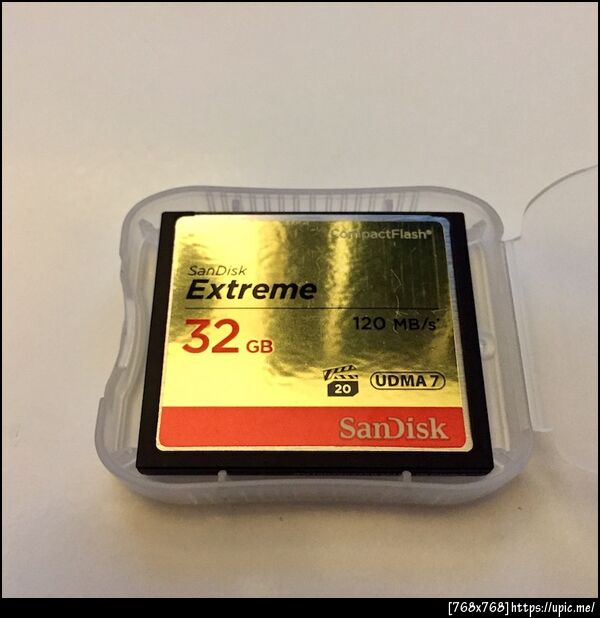 CompactFlash®
SanDisk
Extreme
32 GB
120 MB/s*
20
UDMA 7
SanDisk
[768x768]https://upic.me/